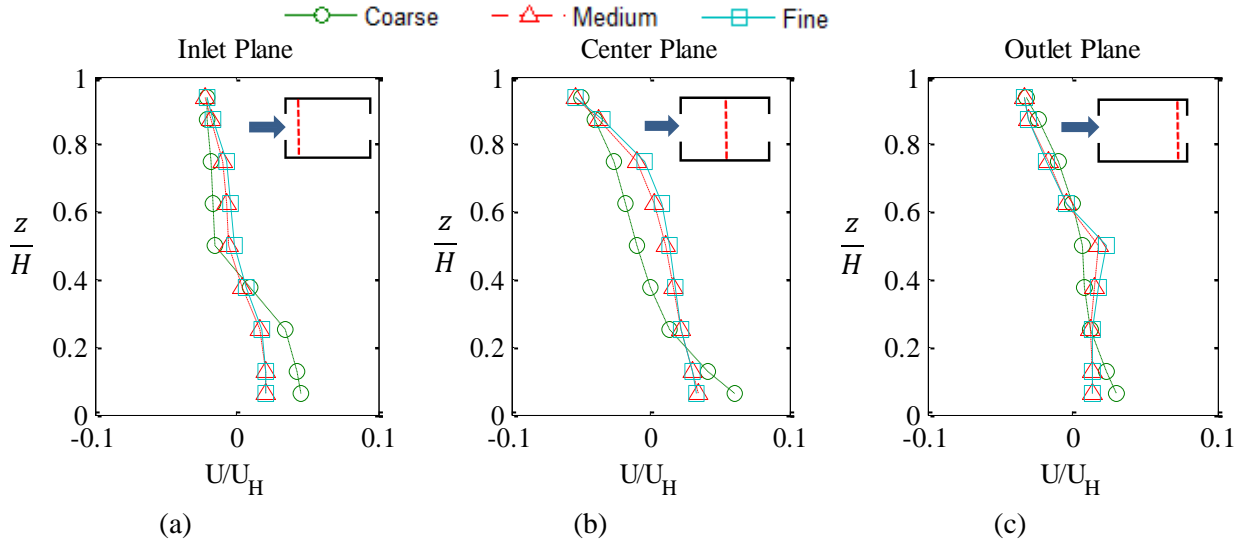 Coarse Medium Fine
Inlet Plane Center Plane Outlet Plane
1 1 1
0.8 0.8 0.8
0.6 0.6 0.6
z/H z/H z/H
0.4 0.4 0.4
0.2 0.2 0.2
0 0 0
-0.1 0 0.1 -0.1 0 0.1 -0.1 0 0.1
U/U_H U/U_H U/U_H
(a) (b) (c)